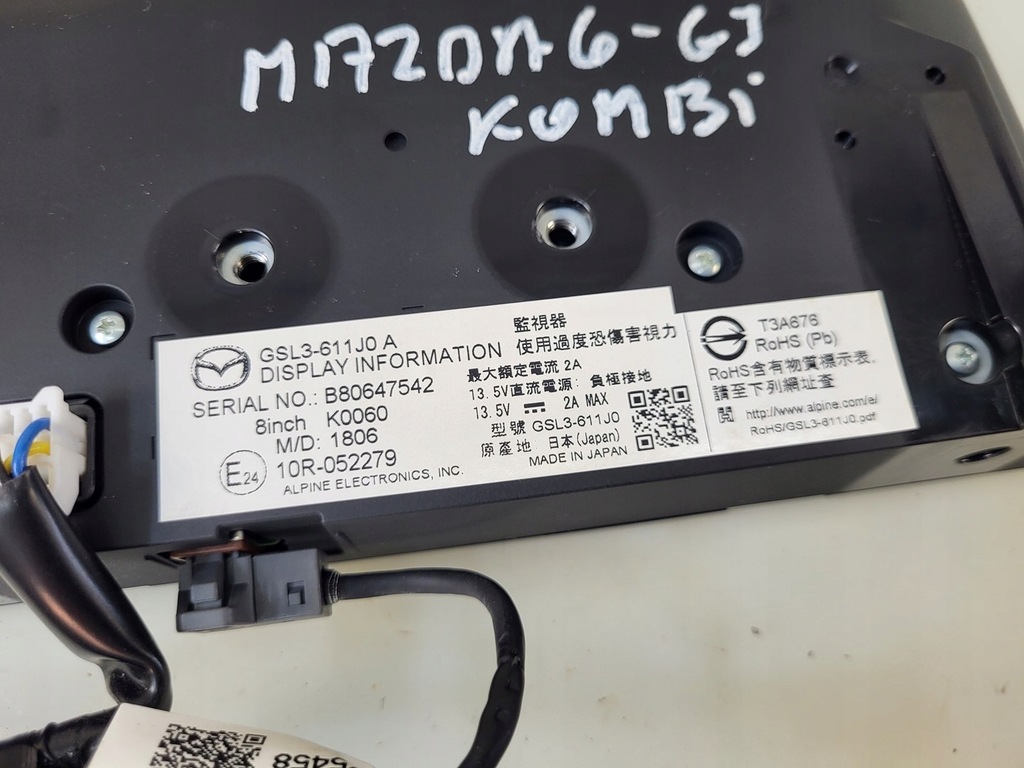 MAZDA6-GJ
KOMBi
GSL3-611J0 A
DISPLAY INFORMATION
SERIAL NO.: B80647542
8inch K0060
M/D: 1806
E24
10R-052279
ALPINE ELECTRONICS, INC.
監視器
使用過度恐傷害視力
最大額定電流 2A
13.5V直流電源: 負極接地
13.5V ⎓ 2A MAX
型號 GSL3-611J0
原產地 日本(Japan)
MADE IN JAPAN
T3A676
RoHS (Pb)
RoHS含有物質標示表.
請至下列網址查
閱 http://www.alpine.com/e/
RoHS/GSL3-611J0.pdf